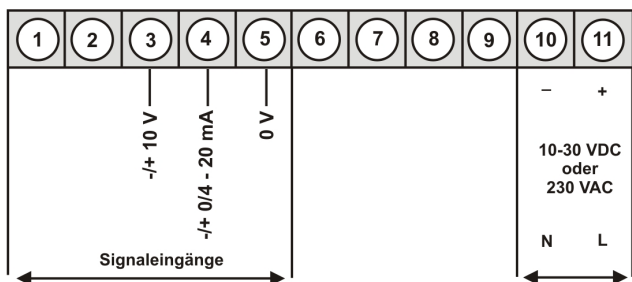 1 2 3 4 5 6 7 8 9 10 11
-/+ 10 V
-/+ 0/4 - 20 mA
0 V
– +
10-30 VDC
oder
230 VAC
N L
Signaleingänge